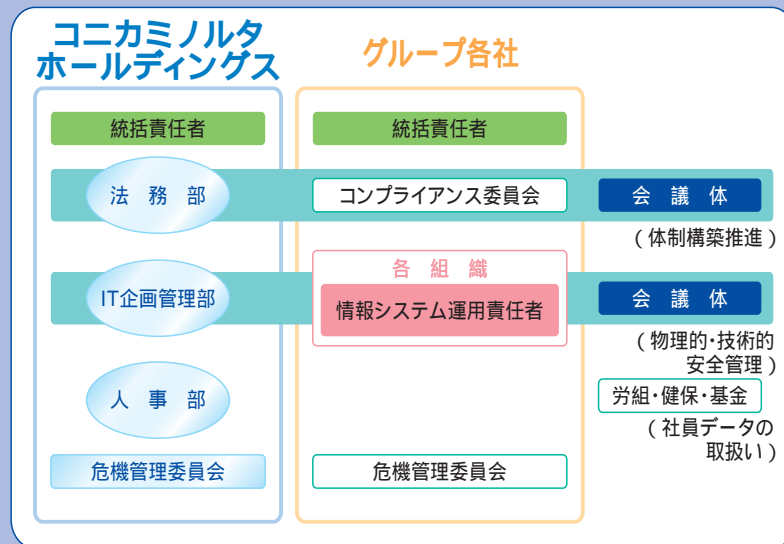 コニカミノルタ
ホールディングス
グループ各社
統括責任者
統括責任者
法 務 部
コンプライアンス委員会
会 議 体
(体制構築推進)
各 組 織
IT企画管理部
情報システム運用責任者
会 議 体
(物理的・技術的
安全管理)
人 事 部
労組・健保・基金
(社員データの
取扱い)
危機管理委員会
危機管理委員会